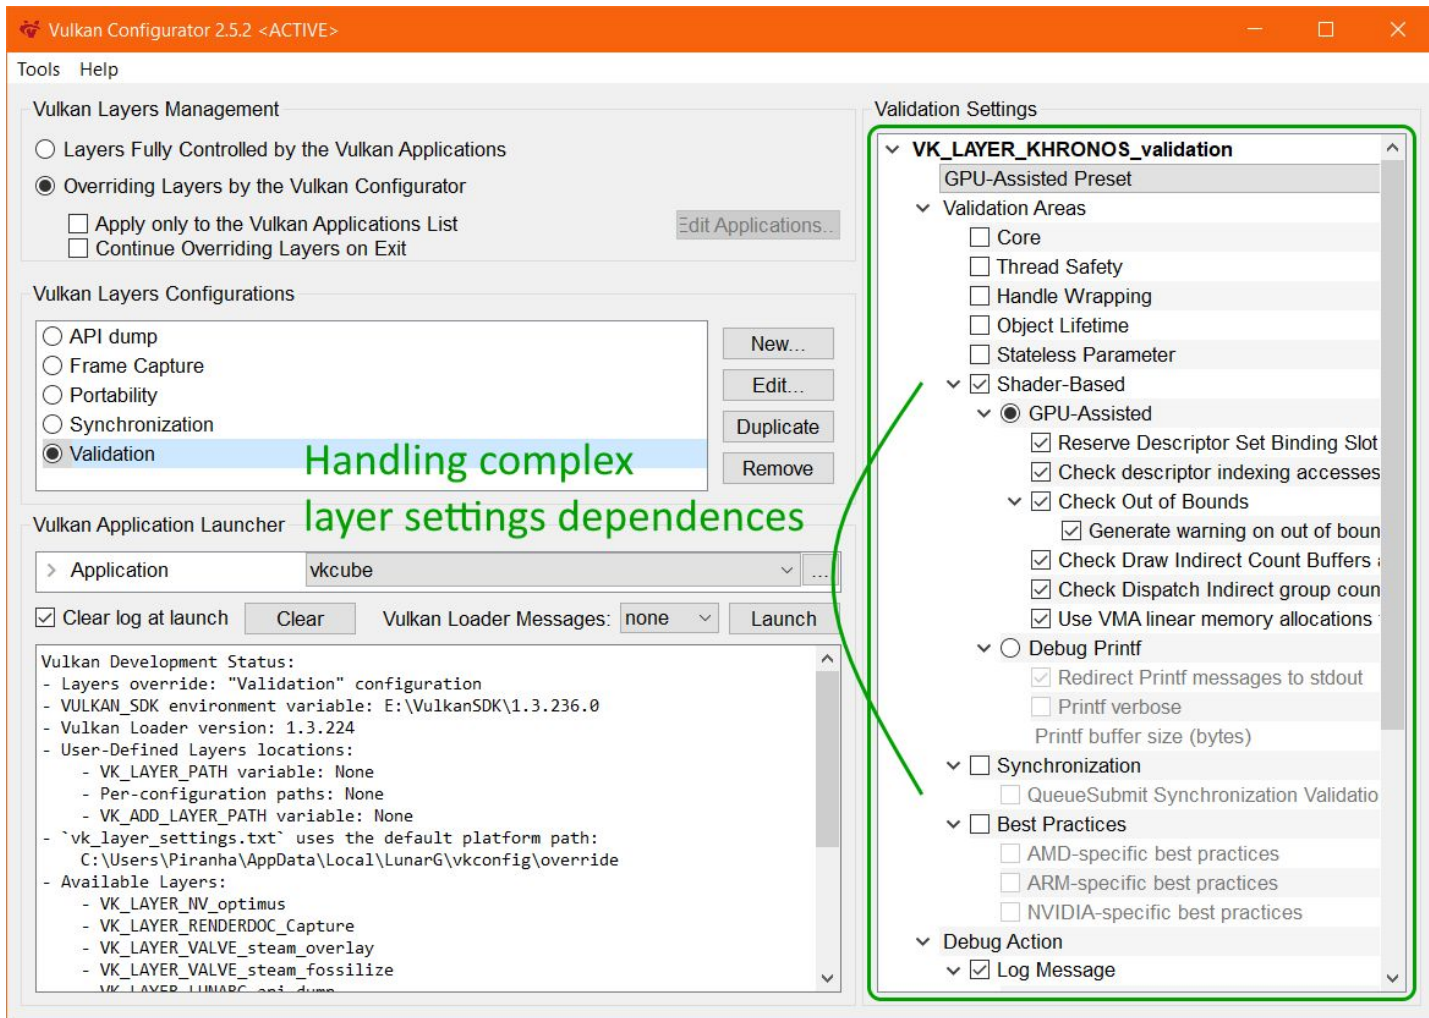 Vulkan Configurator 2.5.2 <ACTIVE>
Tools Help
Vulkan Layers Management
Layers Fully Controlled by the Vulkan Applications
Overriding Layers by the Vulkan Configurator
Apply only to the Vulkan Applications List
Edit Applications...
Continue Overriding Layers on Exit
Vulkan Layers Configurations
API dump
Frame Capture
Portability
Synchronization
Validation
New...
Edit...
Duplicate
Remove
Handling complex
layer settings dependences
Vulkan Application Launcher
Application vkcube ...
Clear log at launch Clear Vulkan Loader Messages: none Launch
Vulkan Development Status:
- Layers override: "Validation" configuration
- VULKAN_SDK environment variable: E:\VulkanSDK\1.3.236.0
- Vulkan Loader version: 1.3.224
- User-Defined Layers locations:
- VK_LAYER_PATH variable: None
- Per-configuration paths: None
- VK_ADD_LAYER_PATH variable: None
- `vk_layer_settings.txt` uses the default platform path:
C:\Users\Piranha\AppData\Local\LunarG\vkconfig\override
- Available Layers:
- VK_LAYER_NV_optimus
- VK_LAYER_RENDERDOC_Capture
- VK_LAYER_VALVE_steam_overlay
- VK_LAYER_VALVE_steam_fossilize
- VK_LAYER_LUNARG_api_dump
Validation Settings
VK_LAYER_KHRONOS_validation
GPU-Assisted Preset
Validation Areas
Core
Thread Safety
Handle Wrapping
Object Lifetime
Stateless Parameter
Shader-Based
GPU-Assisted
Reserve Descriptor Set Binding Slot
Check descriptor indexing accesses
Check Out of Bounds
Generate warning on out of boun
Check Draw Indirect Count Buffers
Check Dispatch Indirect group coun
Use VMA linear memory allocations
Debug Printf
Redirect Printf messages to stdout
Printf verbose
Printf buffer size (bytes)
Synchronization
QueueSubmit Synchronization Validatio
Best Practices
AMD-specific best practices
ARM-specific best practices
NVIDIA-specific best practices
Debug Action
Log Message